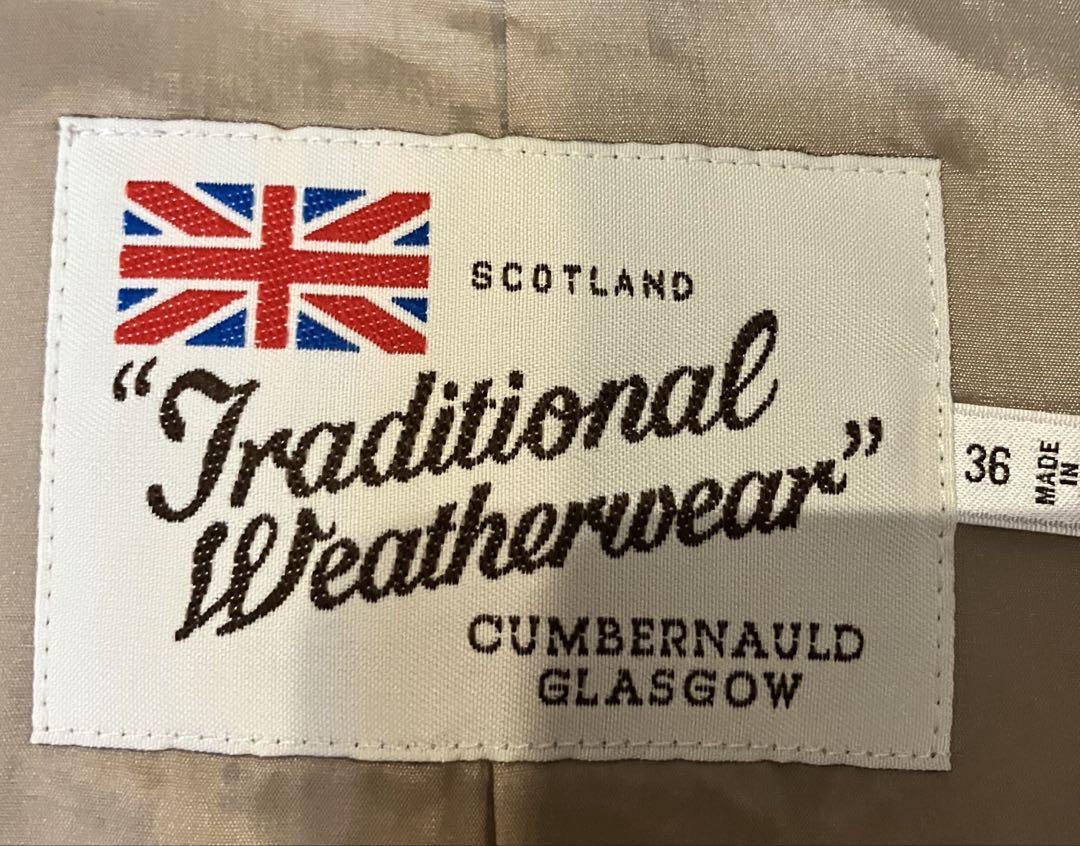 SCOTLAND
“Traditional
Weatherwear”
CUMBERNAULD
GLASGOW
36
MADE
IN